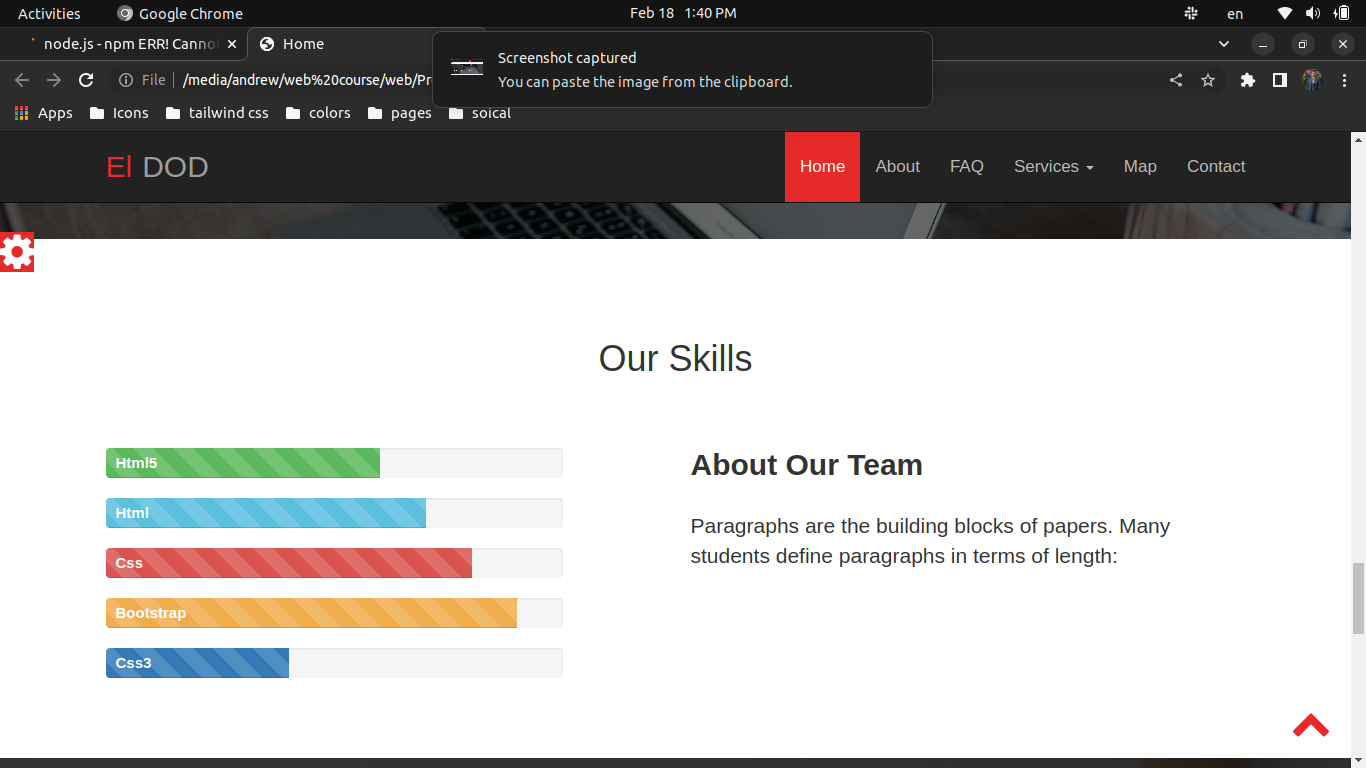 Activities Google Chrome Feb 18 1:40 PM en
node.js - npm ERR! Canno Home
Screenshot captured
You can paste the image from the clipboard.
File /media/andrew/web%20course/web/Pr
Apps Icons tailwind css colors pages soical
El DOD Home About FAQ Services Map Contact
Our Skills
Html5
Html
Css
Bootstrap
Css3
About Our Team
Paragraphs are the building blocks of papers. Many
students define paragraphs in terms of length: